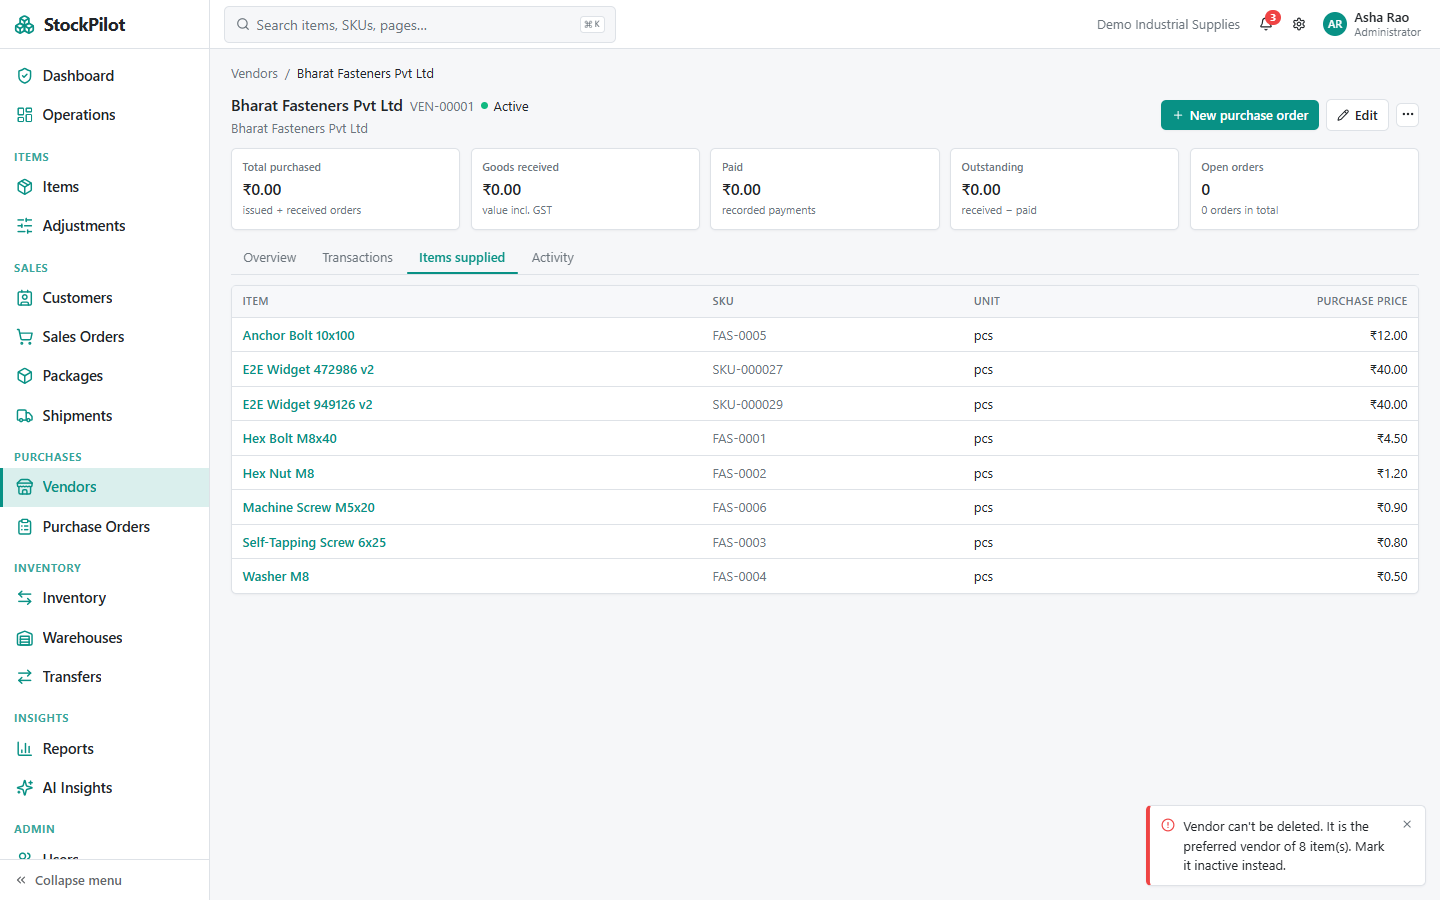 StockPilot
Search items, SKUs, pages...
⌘K
Demo Industrial Supplies
3
AR
Asha Rao
Administrator
Dashboard
Operations
ITEMS
Items
Adjustments
SALES
Customers
Sales Orders
Packages
Shipments
PURCHASES
Vendors
Purchase Orders
INVENTORY
Inventory
Warehouses
Transfers
INSIGHTS
Reports
AI Insights
ADMIN
Users
Collapse menu
Vendors / Bharat Fasteners Pvt Ltd
Bharat Fasteners Pvt Ltd VEN-00001 Active
Bharat Fasteners Pvt Ltd
+ New purchase order
Edit
Total purchased
₹0.00
issued + received orders
Goods received
₹0.00
value incl. GST
Paid
₹0.00
recorded payments
Outstanding
₹0.00
received − paid
Open orders
0
0 orders in total
Overview Transactions Items supplied Activity
ITEM SKU UNIT PURCHASE PRICE
Anchor Bolt 10x100 FAS-0005 pcs ₹12.00
E2E Widget 472986 v2 SKU-000027 pcs ₹40.00
E2E Widget 949126 v2 SKU-000029 pcs ₹40.00
Hex Bolt M8x40 FAS-0001 pcs ₹4.50
Hex Nut M8 FAS-0002 pcs ₹1.20
Machine Screw M5x20 FAS-0006 pcs ₹0.90
Self-Tapping Screw 6x25 FAS-0003 pcs ₹0.80
Washer M8 FAS-0004 pcs ₹0.50
Vendor can't be deleted. It is the
preferred vendor of 8 item(s). Mark
it inactive instead.